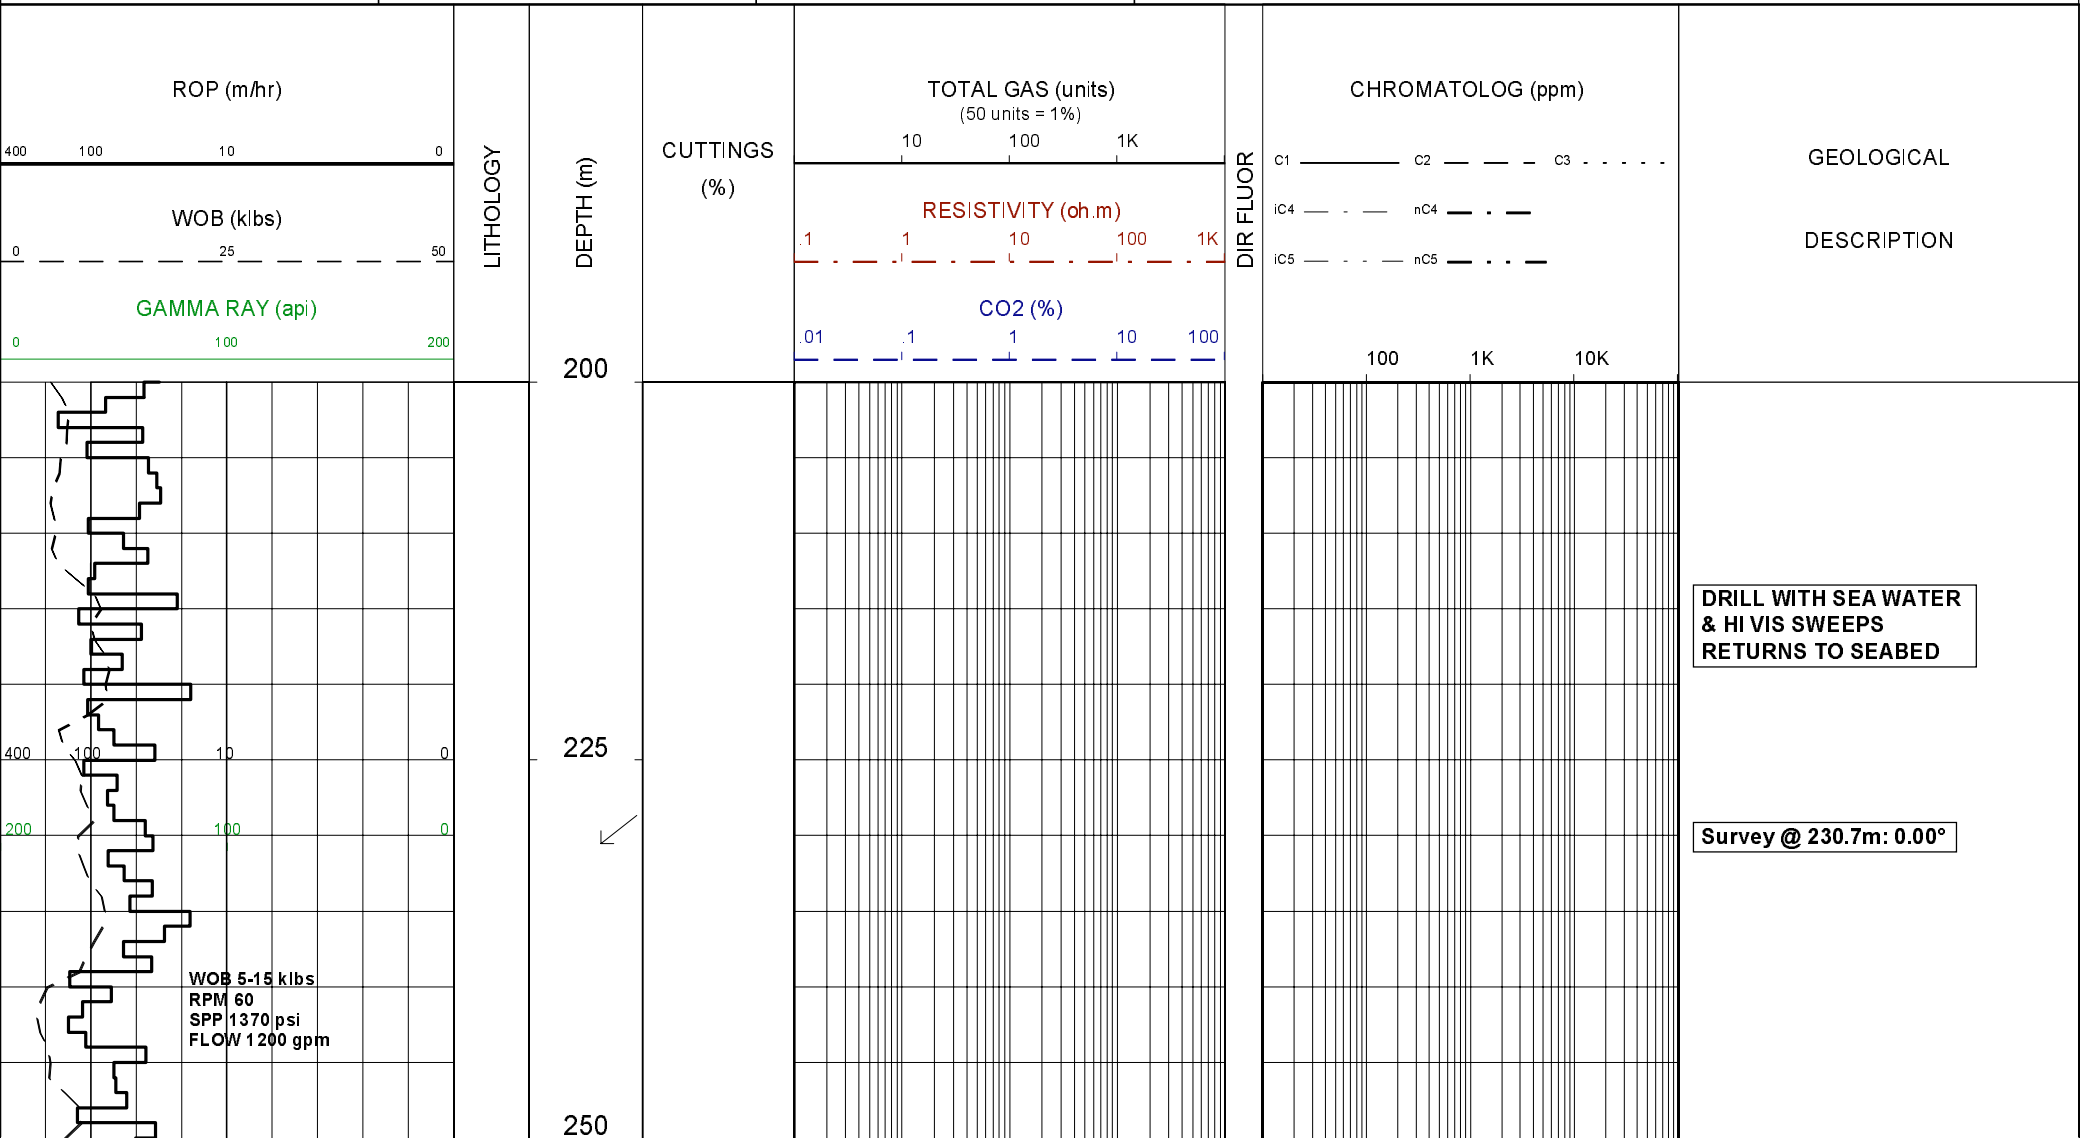 ROP (m/hr)
400 100 10 0
WOB (klbs)
0 25 50
GAMMA RAY (api)
0 100 200
LITHOLOGY
DEPTH (m)
CUTTINGS
(%)
TOTAL GAS (units)
(50 units = 1%)
10 100 1K
RESISTIVITY (oh.m)
.1 1 10 100 1K
CO2 (%)
.01 .1 1 10 100
DIR FLUOR
CHROMATOLOG (ppm)
C1 C2 C3
iC4 nC4
iC5 nC5
100 1K 10K
GEOLOGICAL
DESCRIPTION
200
DRILL WITH SEA WATER
& HI VIS SWEEPS
RETURNS TO SEABED
400 100 10 0
225
200 100 0
Survey @ 230.7m: 0.00°
WOB 5-15 klbs
RPM 60
SPP 1370 psi
FLOW 1200 gpm
250